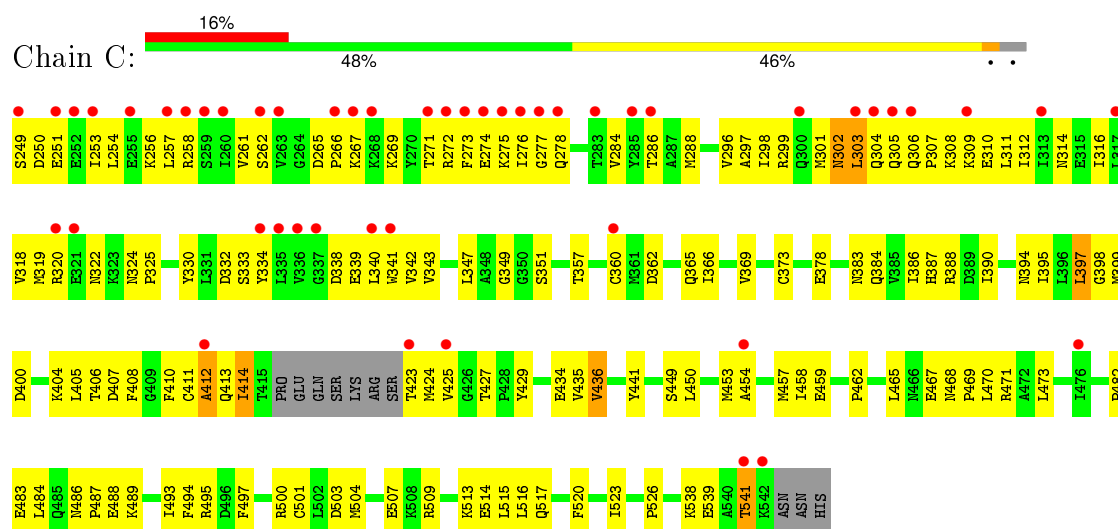 16%
Chain C:
48% 46% • •
S249 D250 E251 E252 I253 L254 E255 K256 L257 R258 S259 I260 V261 S262 V263 G264 D265 P266 K267 K268 K269 Y270 T271 R272 F273 E274 K275 I276 G277 Q278 T283 V284 Y285 T286 A287 M288 V296 A297 I298 R299 Q300 M301 N302 L303 Q304 Q305 Q306 P307 K308 K309 E310 L311 I312 I313 N314 E315 I316 L317
V318 M319 R320 E321 N322 K323 N324 P325 Y330 L331 D332 S333 Y334 L335 V336 G337 D338 E339 L340 W341 V342 V343 L347 A348 G349 G350 S351 T357 C360 M361 D362 Q365 I366 V369 C373 E378 N383 Q384 V385 I386 H387 R388 D389 I390 N394 I395 L396 L397 G398 M399
D400 K404 L405 T406 D407 F408 G409 F410 C411 A412 Q413 I414 T415 PRO GLU GLN SER LYS ARG SER T423 M424 V425 G426 T427 P428 Y429 E434 V435 V436 Y441 S449 L450 M453 A454 M457 I458 E459 P462 L465 N466 E467 N468 P469 L470 R471 A472 L473 I476 P482
E483 L484 Q485 N486 P487 E488 K489 I493 F494 R495 D496 F497 R500 C501 L502 D503 M504 E507 K508 R509 K513 E514 L515 L516 Q517 F520 I523 P526 K538 E539 A540 T541 K542 ASN ASN HIS